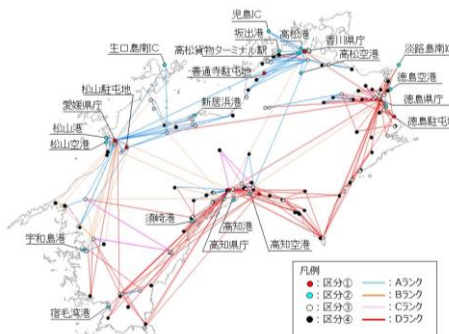 児島IC
坂出港
高松港
香川県庁
生口島南IC
高松貨物ターミナル駅
高松空港
淡路島南IC
松山駐屯地
善通寺駐屯地
徳島空港
愛媛県庁
新居浜港
徳島県庁
松山港
徳島駐屯地
松山空港
須崎港
高知港
宇和島港
高知県庁
高知空港
宿毛湾港
凡例
:区分① :Aランク
:区分② :Bランク
:区分③ :Cランク
:区分④ :Dランク